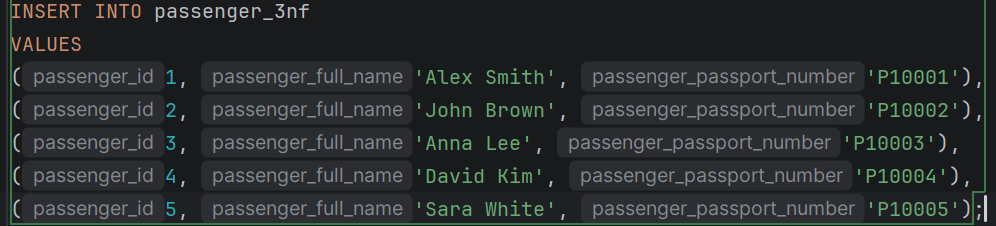 INSERT INTO passenger_3nf
VALUES
( passenger_id 1, passenger_full_name 'Alex Smith', passenger_passport_number 'P10001'),
( passenger_id 2, passenger_full_name 'John Brown', passenger_passport_number 'P10002'),
( passenger_id 3, passenger_full_name 'Anna Lee', passenger_passport_number 'P10003'),
( passenger_id 4, passenger_full_name 'David Kim', passenger_passport_number 'P10004'),
( passenger_id 5, passenger_full_name 'Sara White', passenger_passport_number 'P10005');